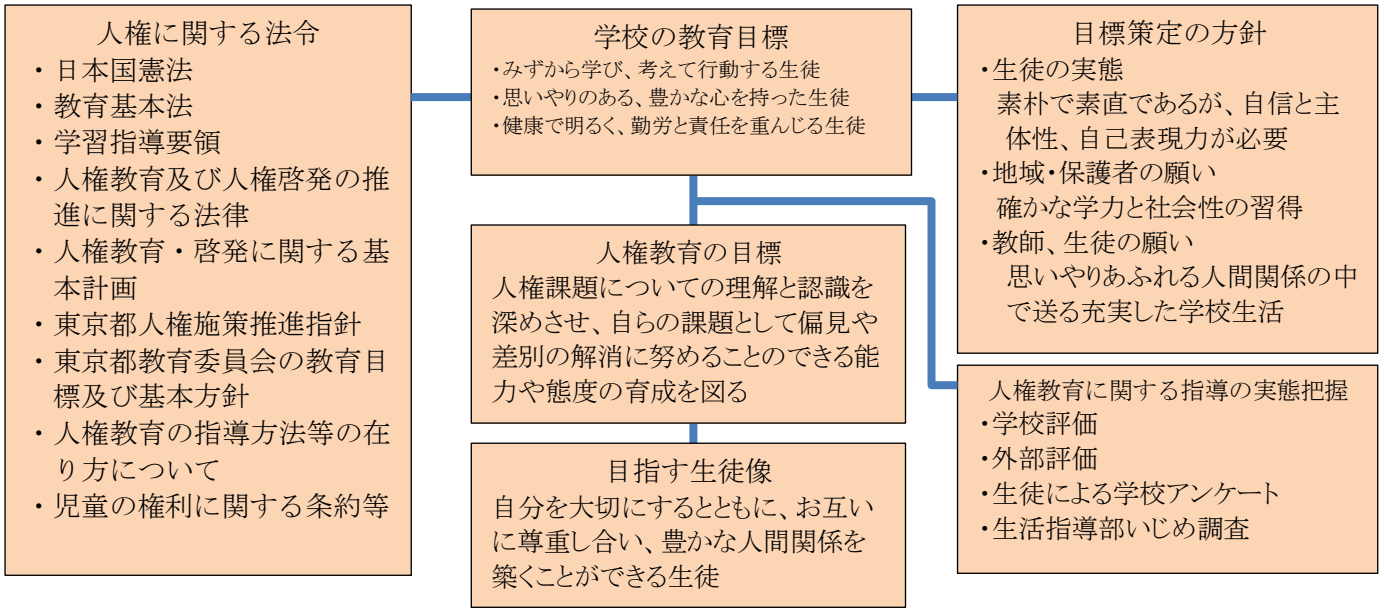 人権に関する法令
・日本国憲法
・教育基本法
・学習指導要領
・人権教育及び人権啓発の推
進に関する法律
・人権教育・啓発に関する基
本計画
・東京都人権施策推進指針
・東京都教育委員会の教育目
標及び基本方針
・人権教育の指導方法等の在
り方について
・児童の権利に関する条約等
学校の教育目標
・みずから学び、考えて行動する生徒
・思いやりのある、豊かな心を持った生徒
・健康で明るく、勤労と責任を重んじる生徒
人権教育の目標
人権課題についての理解と認識を
深めさせ、自らの課題として偏見や
差別の解消に努めることのできる能
力や態度の育成を図る
目指す生徒像
自分を大切にするとともに、お互い
に尊重し合い、豊かな人間関係を
築くことができる生徒
目標策定の方針
・生徒の実態
素朴で素直であるが、自信と主
体性、自己表現力が必要
・地域・保護者の願い
確かな学力と社会性の習得
・教師、生徒の願い
思いやりあふれる人間関係の中
で送る充実した学校生活
人権教育に関する指導の実態把握
・学校評価
・外部評価
・生徒による学校アンケート
・生活指導部いじめ調査